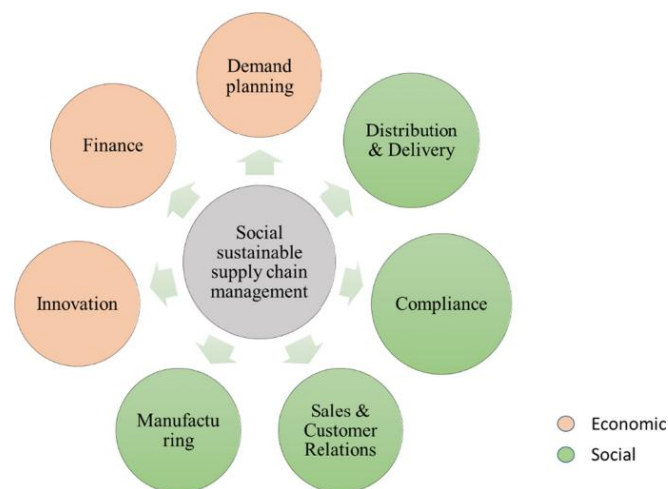 Demand
planning
Distribution
& Delivery
Finance
Social
sustainable
supply chain
management
Innovation
Compliance
Manufactu
ring
Sales &
Customer
Relations
Economic
Social